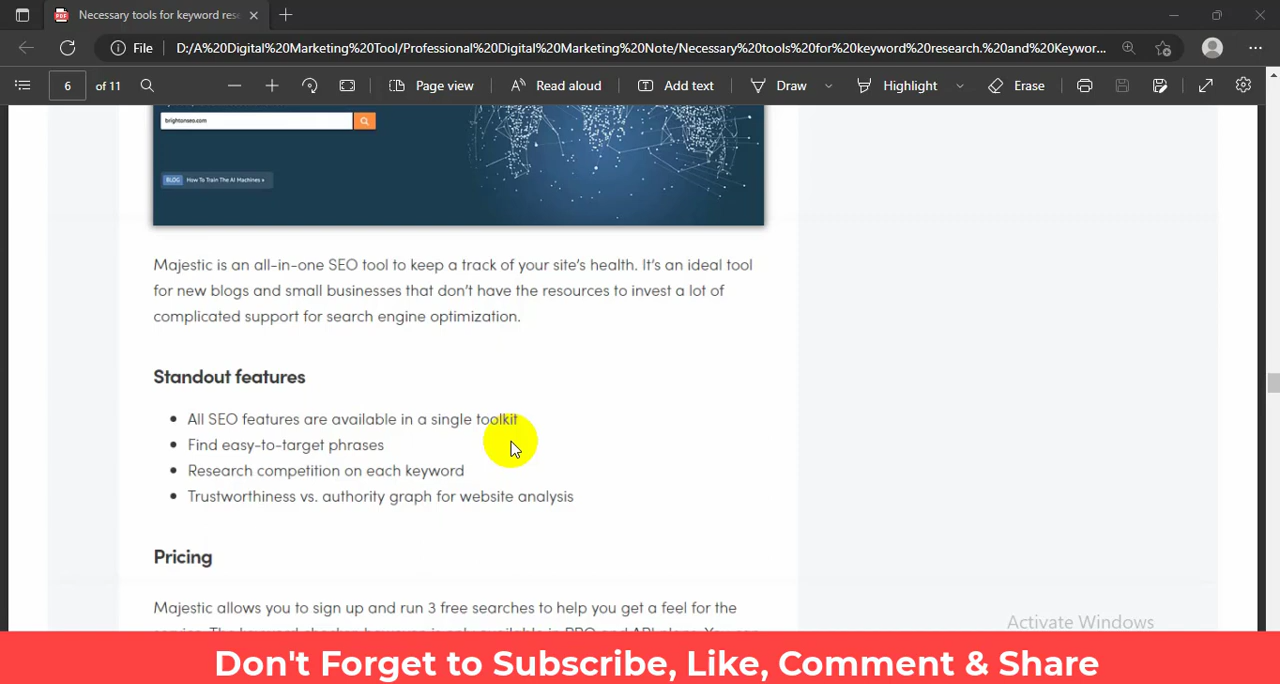 Necessary tools for keyword rese
File
D:/A%20Digital%20Marketing%20Tool/Professional%20Digital%20Marketing%20Note/Necessary%20tools%20for%20keyword%20research.%20and%20Keywor...
6 of 11
Page view
Read aloud
Add text
Draw
Highlight
Erase
brightonseo.com
BLOG How To Train The AI Machines »
Majestic is an all-in-one SEO tool to keep a track of your site's health. It's an ideal tool
for new blogs and small businesses that don't have the resources to invest a lot of
complicated support for search engine optimization.
Standout features
• All SEO features are available in a single toolkit
• Find easy-to-target phrases
• Research competition on each keyword
• Trustworthiness vs. authority graph for website analysis
Pricing
Majestic allows you to sign up and run 3 free searches to help you get a feel for the
Activate Windows
Don't Forget to Subscribe, Like, Comment & Share